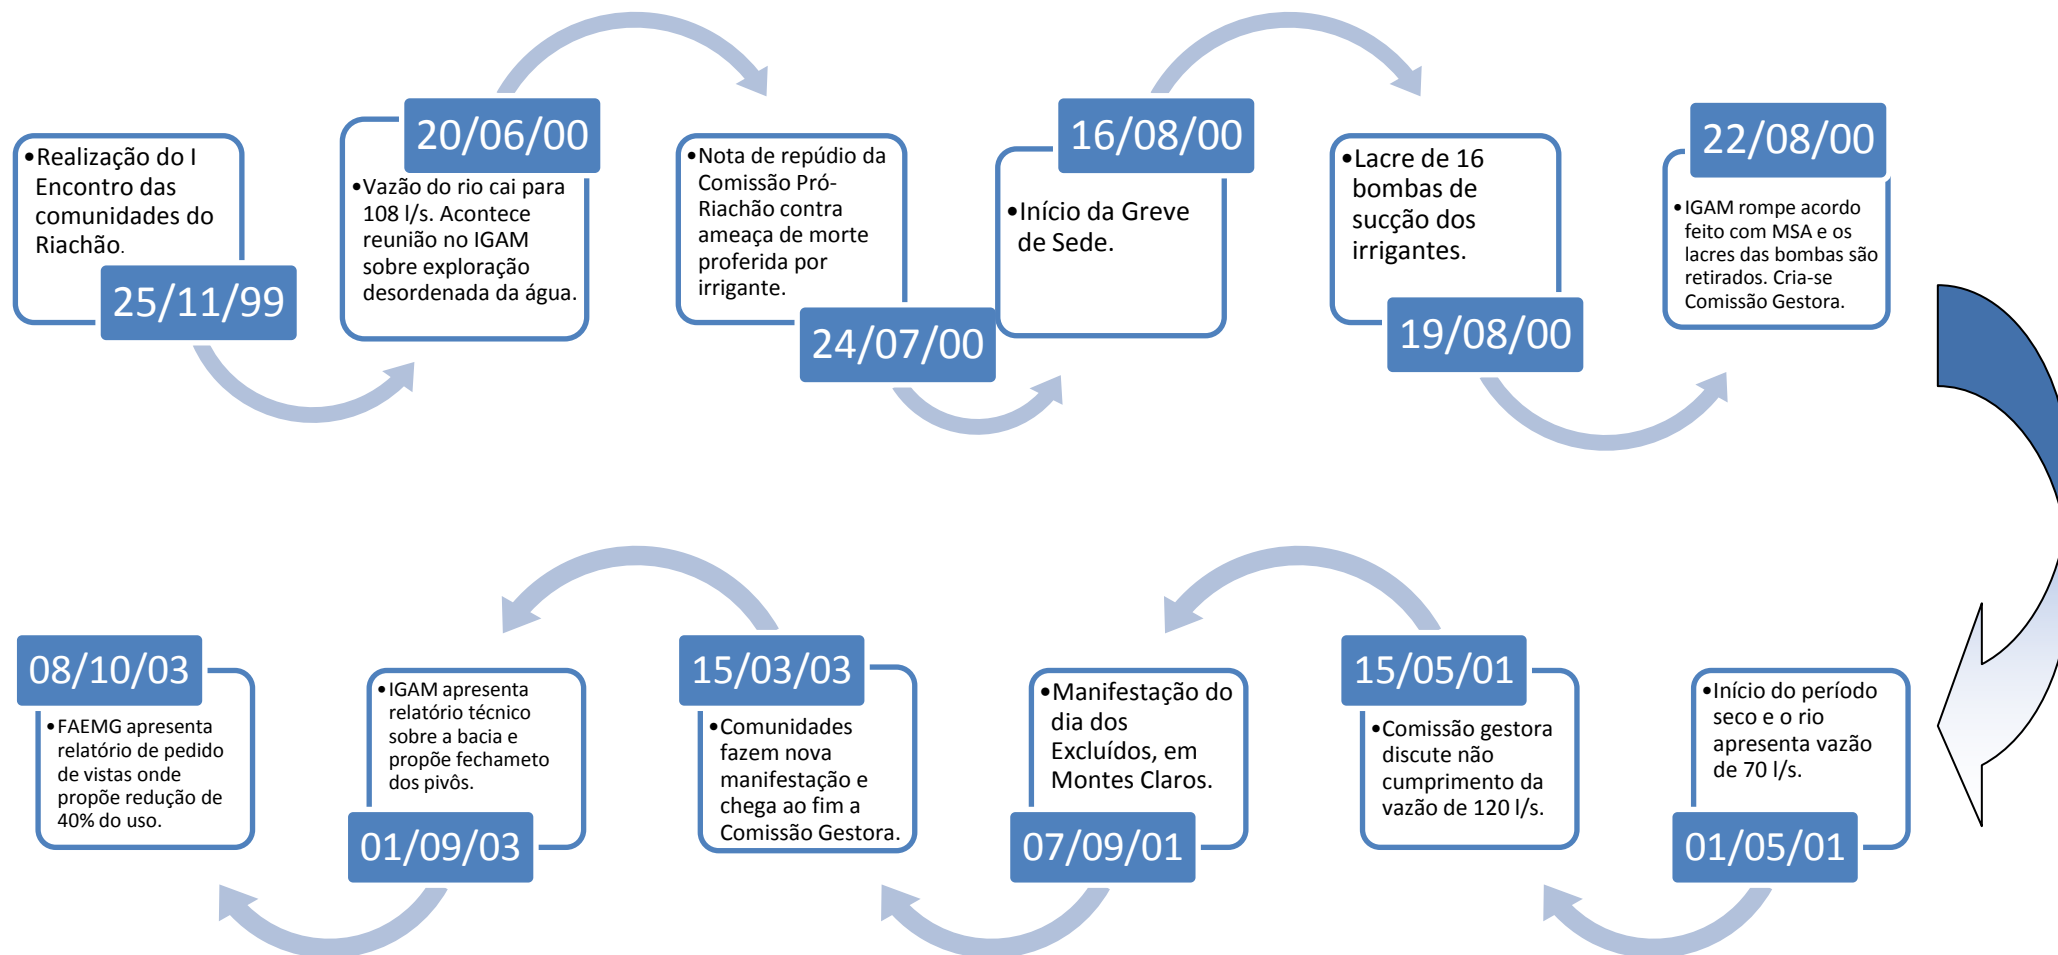 •Realização do I
Encontro das
comunidades do
Riachão.
25/11/99
20/06/00
•Vazão do rio cai para
108 l/s. Acontece
reunião no IGAM
sobre exploração
desordenada da água.
•Nota de repúdio da
Comissão Pró-
Riachão contra
ameaça de morte
proferida por
irrigante.
24/07/00
16/08/00
•Início da Greve
de Sede.
•Lacre de 16
bombas de
sucção dos
irrigantes.
19/08/00
22/08/00
•IGAM rompe acordo
feito com MSA e os
lacres das bombas são
retirados. Cria-se
Comissão Gestora.
•Início do período
seco e o rio
apresenta vazão
de 70 l/s.
01/05/01
15/05/01
•Comissão gestora
discute não
cumprimento da
vazão de 120 l/s.
•Manifestação do
dia dos
Excluídos, em
Montes Claros.
07/09/01
15/03/03
•Comunidades
fazem nova
manifestação e
chega ao fim a
Comissão Gestora.
•IGAM apresenta
relatório técnico
sobre a bacia e
propõe fechameto
dos pivôs.
01/09/03
08/10/03
•FAEMG apresenta
relatório de pedido
de vistas onde
propõe redução de
40% do uso.